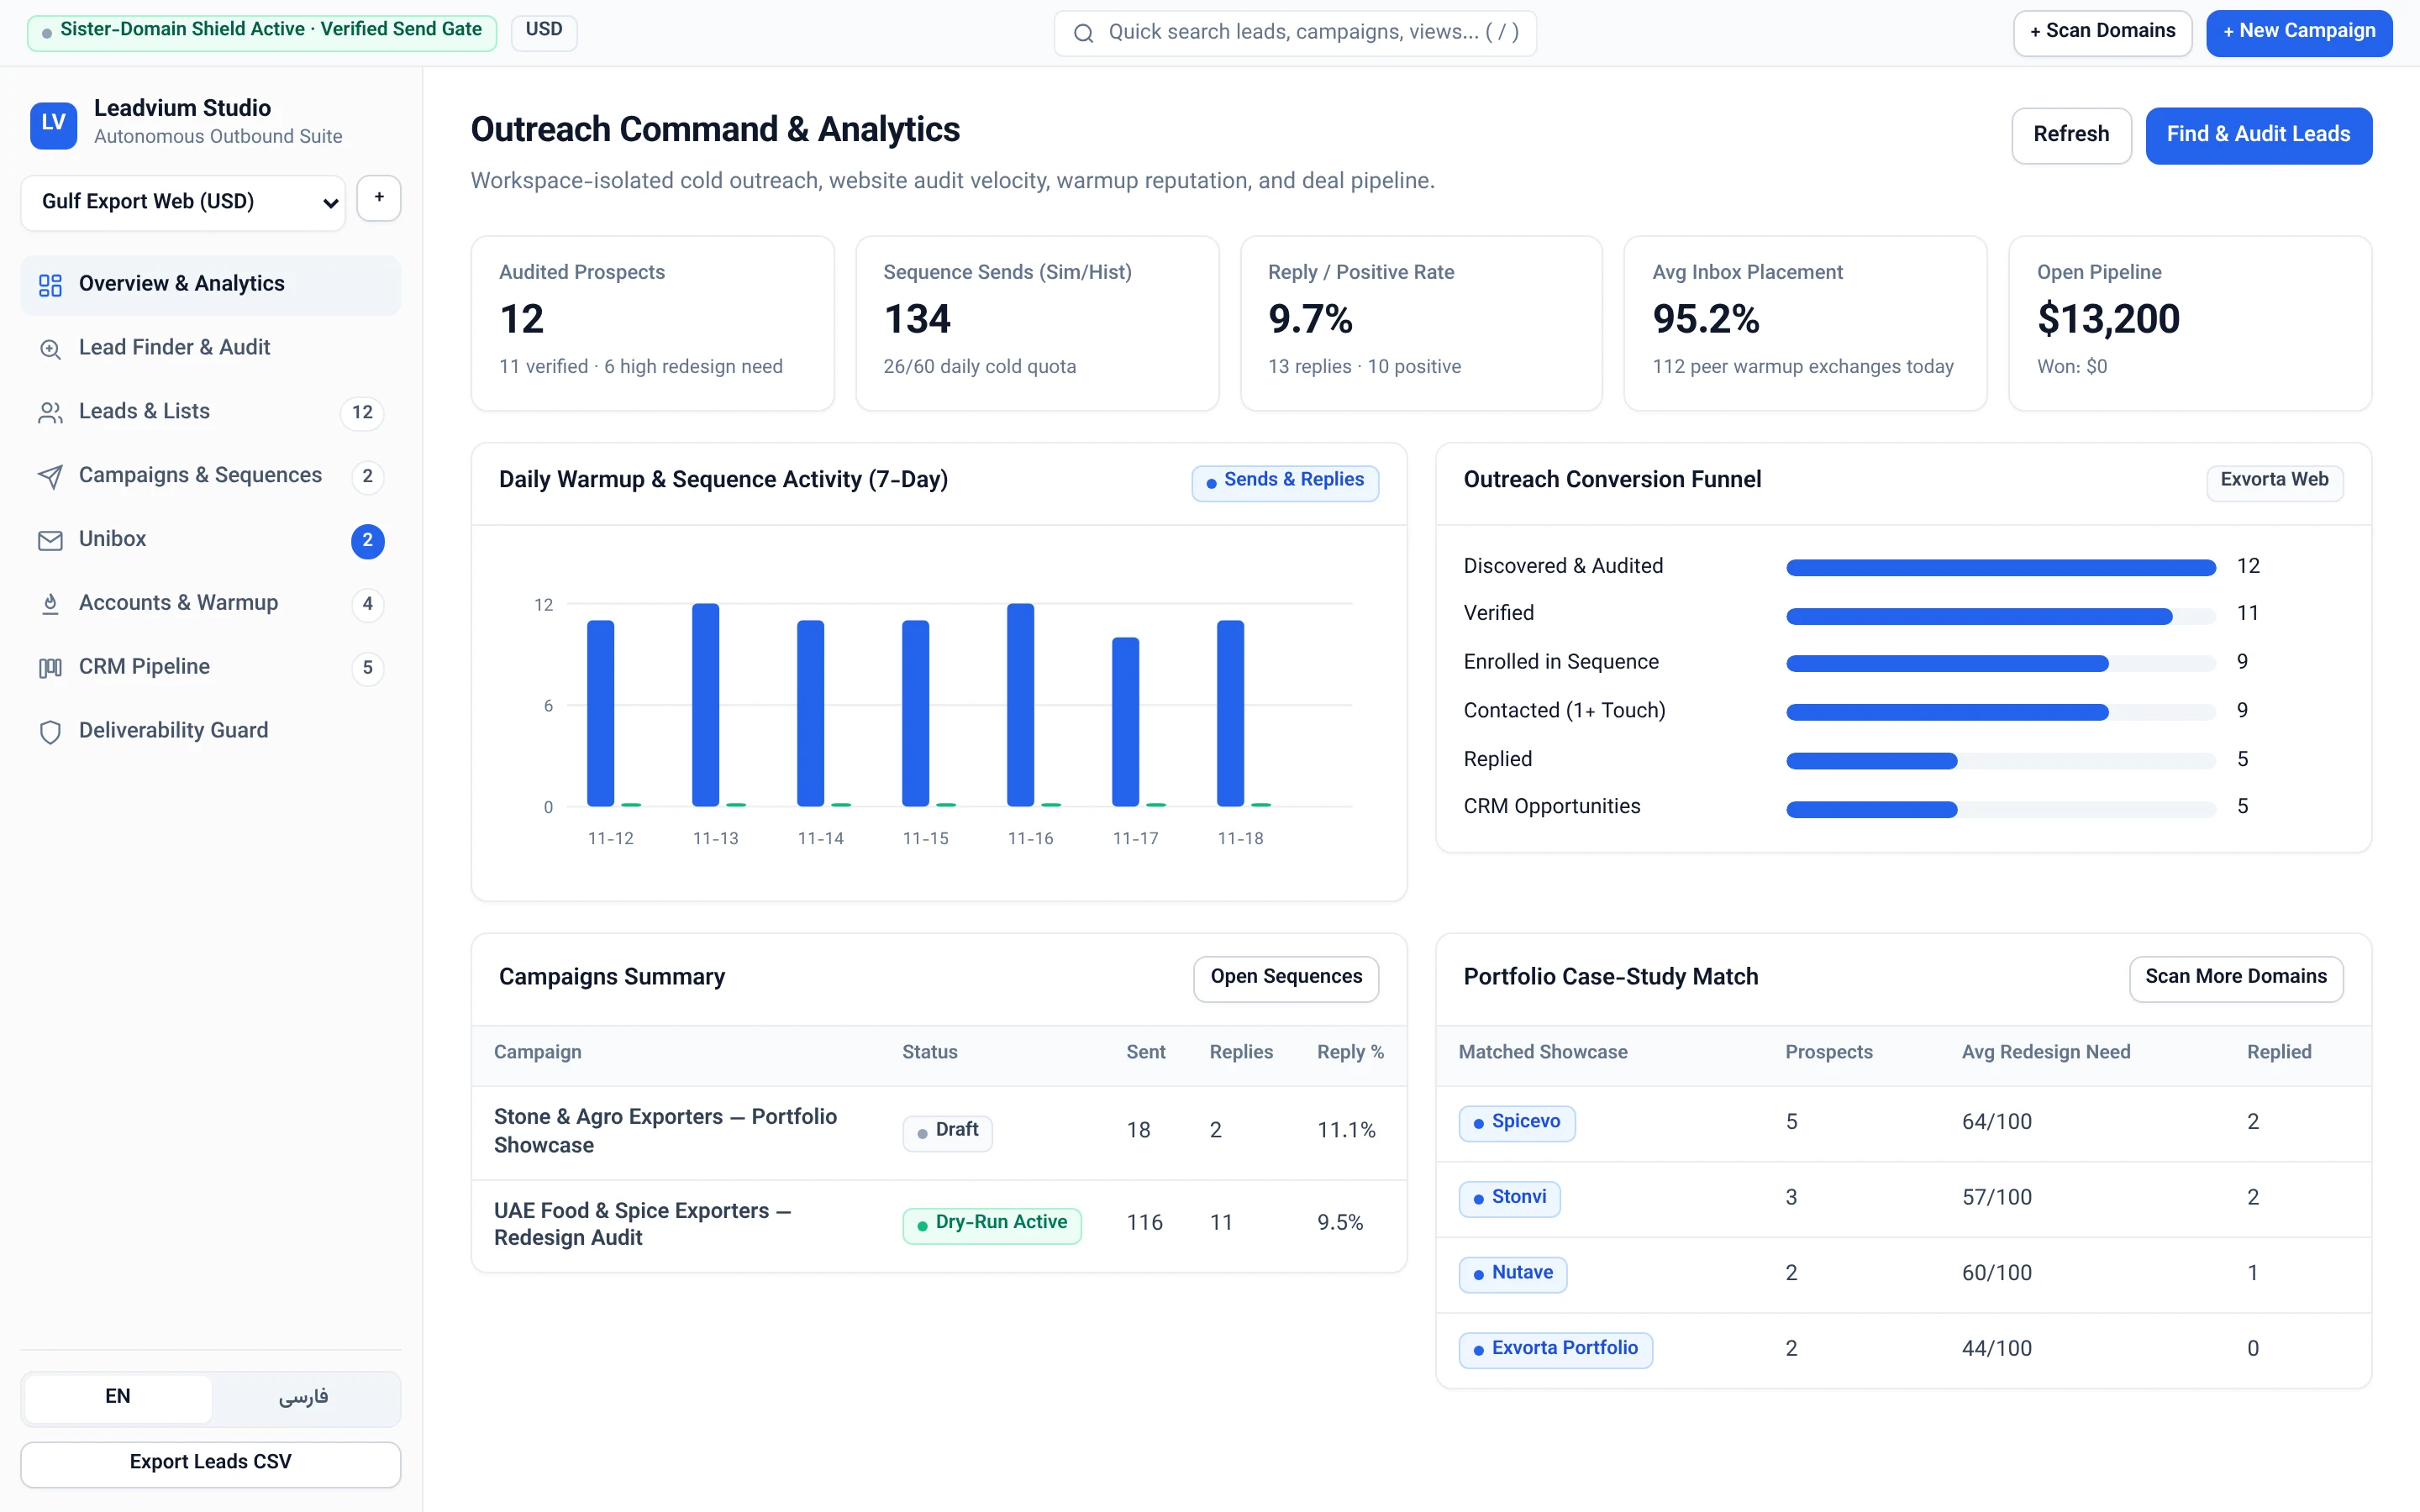 Sister-Domain Shield Active · Verified Send Gate
USD
Quick search leads, campaigns, views... ( / )
+ Scan Domains
+ New Campaign
LV
Leadvium Studio
Autonomous Outbound Suite
Gulf Export Web (USD)
+
Overview & Analytics
Lead Finder & Audit
Leads & Lists
12
Campaigns & Sequences
2
Unibox
2
Accounts & Warmup
4
CRM Pipeline
5
Deliverability Guard
EN
فارسی
Export Leads CSV
Outreach Command & Analytics
Workspace-isolated cold outreach, website audit velocity, warmup reputation, and deal pipeline.
Refresh
Find & Audit Leads
Audited Prospects
12
11 verified · 6 high redesign need
Sequence Sends (Sim/Hist)
134
26/60 daily cold quota
Reply / Positive Rate
9.7%
13 replies · 10 positive
Avg Inbox Placement
95.2%
112 peer warmup exchanges today
Open Pipeline
$13,200
Won: $0
Daily Warmup & Sequence Activity (7-Day)
Sends & Replies
12
6
0
11-12
11-13
11-14
11-15
11-16
11-17
11-18
Outreach Conversion Funnel
Exvorta Web
Discovered & Audited
12
Verified
11
Enrolled in Sequence
9
Contacted (1+ Touch)
9
Replied
5
CRM Opportunities
5
Campaigns Summary
Open Sequences
Campaign Status Sent Replies Reply %
Stone & Agro Exporters — Portfolio
Showcase
Draft
18
2
11.1%
UAE Food & Spice Exporters —
Redesign Audit
Dry-Run Active
116
11
9.5%
Portfolio Case-Study Match
Scan More Domains
Matched Showcase Prospects Avg Redesign Need Replied
Spicevo 5 64/100 2
Stonvi 3 57/100 2
Nutave 2 60/100 1
Exvorta Portfolio 2 44/100 0